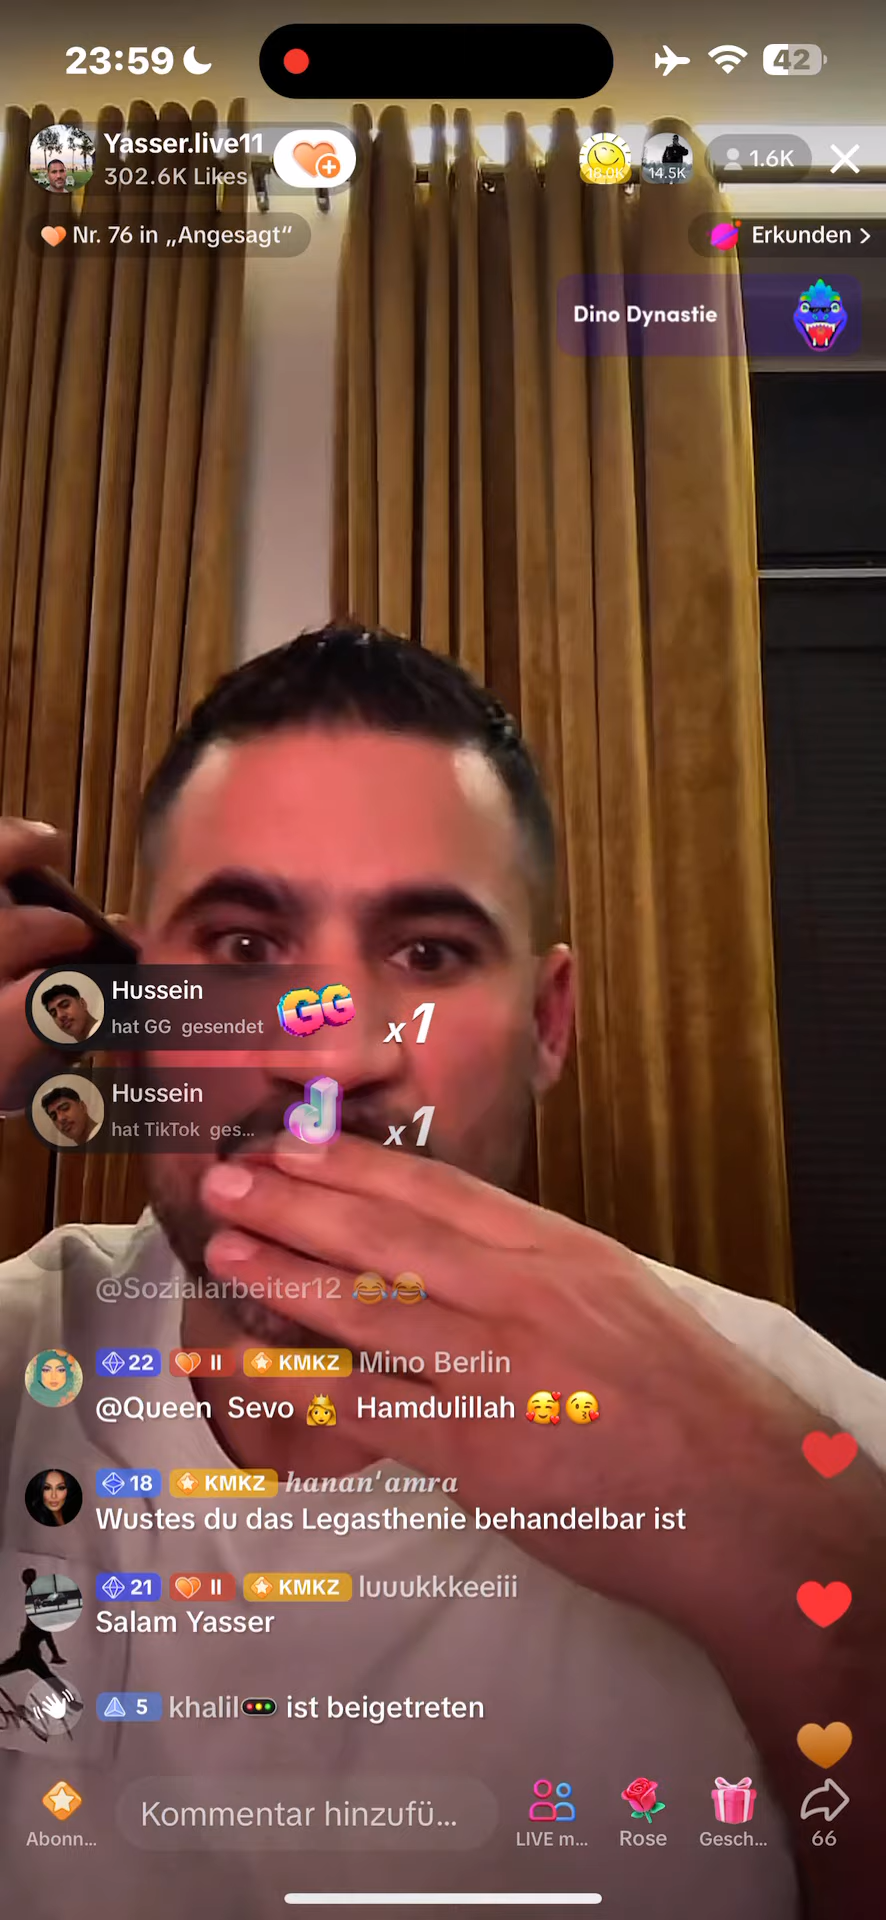 23:59
42
Yasser.live11
302.6K Likes
18.0K
14.5K
1.6K
Nr. 76 in „Angesagt“
Erkunden >
Dino Dynastie
Hussein
hat GG gesendet
GG
x1
Hussein
hat TikTok ges...
x1
@Sozialarbeiter12 😂😂
22 II KMKZ Mino Berlin
@Queen Sevo 👸 Hamdulillah 🥰😘
18 KMKZ hanan'amra
Wustes du das Legasthenie behandelbar ist
21 II KMKZ luuukkkeeiii
Salam Yasser
5 khalil🚥 ist beigetreten
Kommentar hinzufü...
Abonn...
LIVE m...
Rose
Gesch...
66